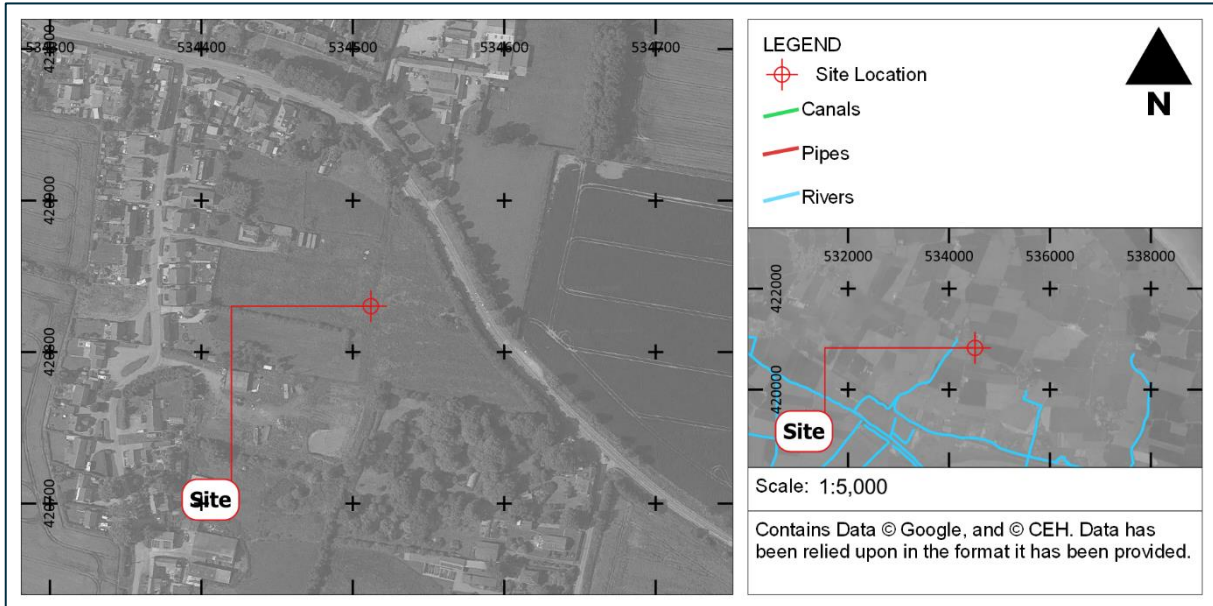 534300 534400 534500 534600 534700
421000
420900
420800
420700
Site
LEGEND
Site Location
Canals
Pipes
Rivers
N
532000 534000 536000 538000
422000
420000
Site
Scale: 1:5,000
Contains Data © Google, and © CEH. Data has
been relied upon in the format it has been provided.